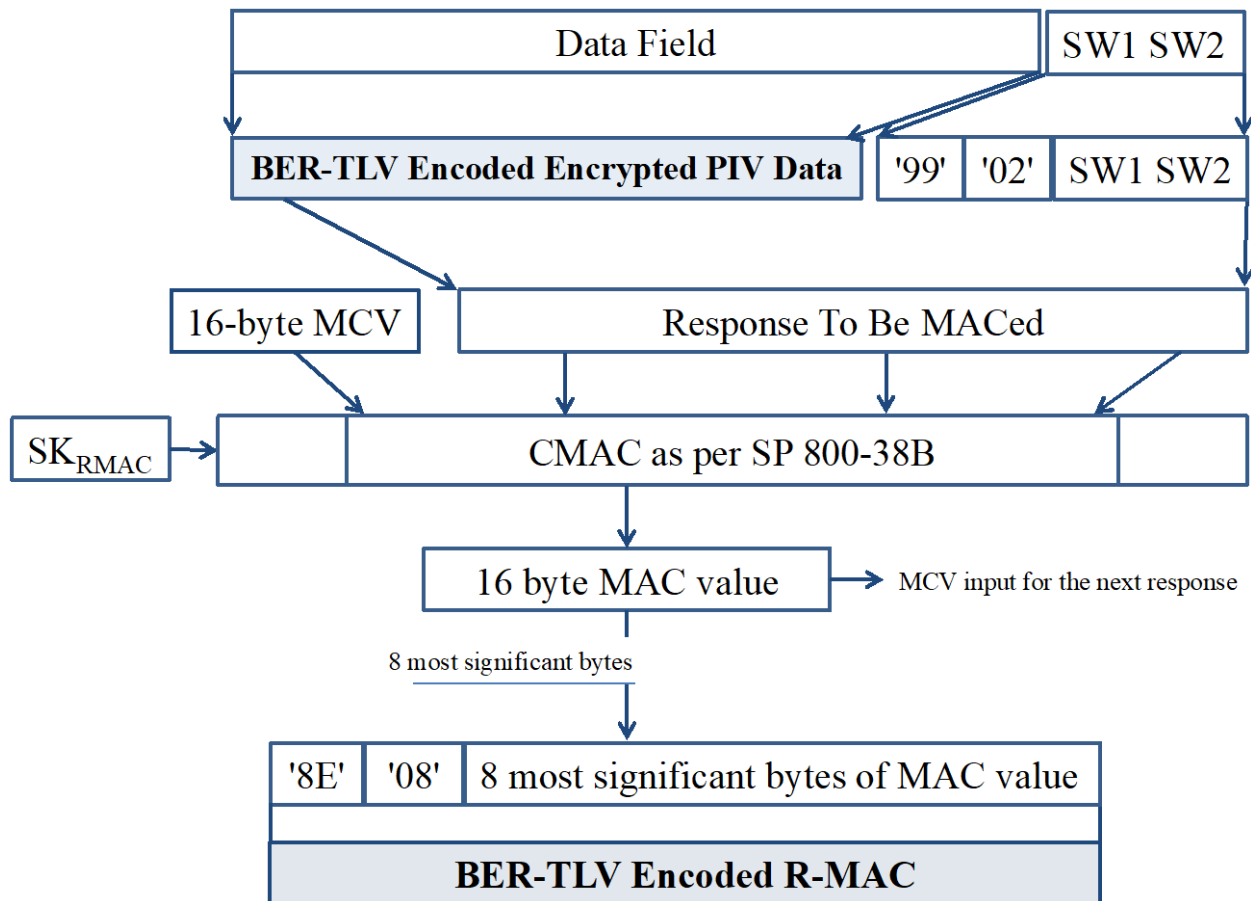 Data Field
SW1 SW2
BER-TLV Encoded Encrypted PIV Data
'99'
'02'
SW1 SW2
16-byte MCV
Response To Be MACed
SKRMAC
CMAC as per SP 800-38B
16 byte MAC value
MCV input for the next response
8 most significant bytes
'8E'
'08'
8 most significant bytes of MAC value
BER-TLV Encoded R-MAC